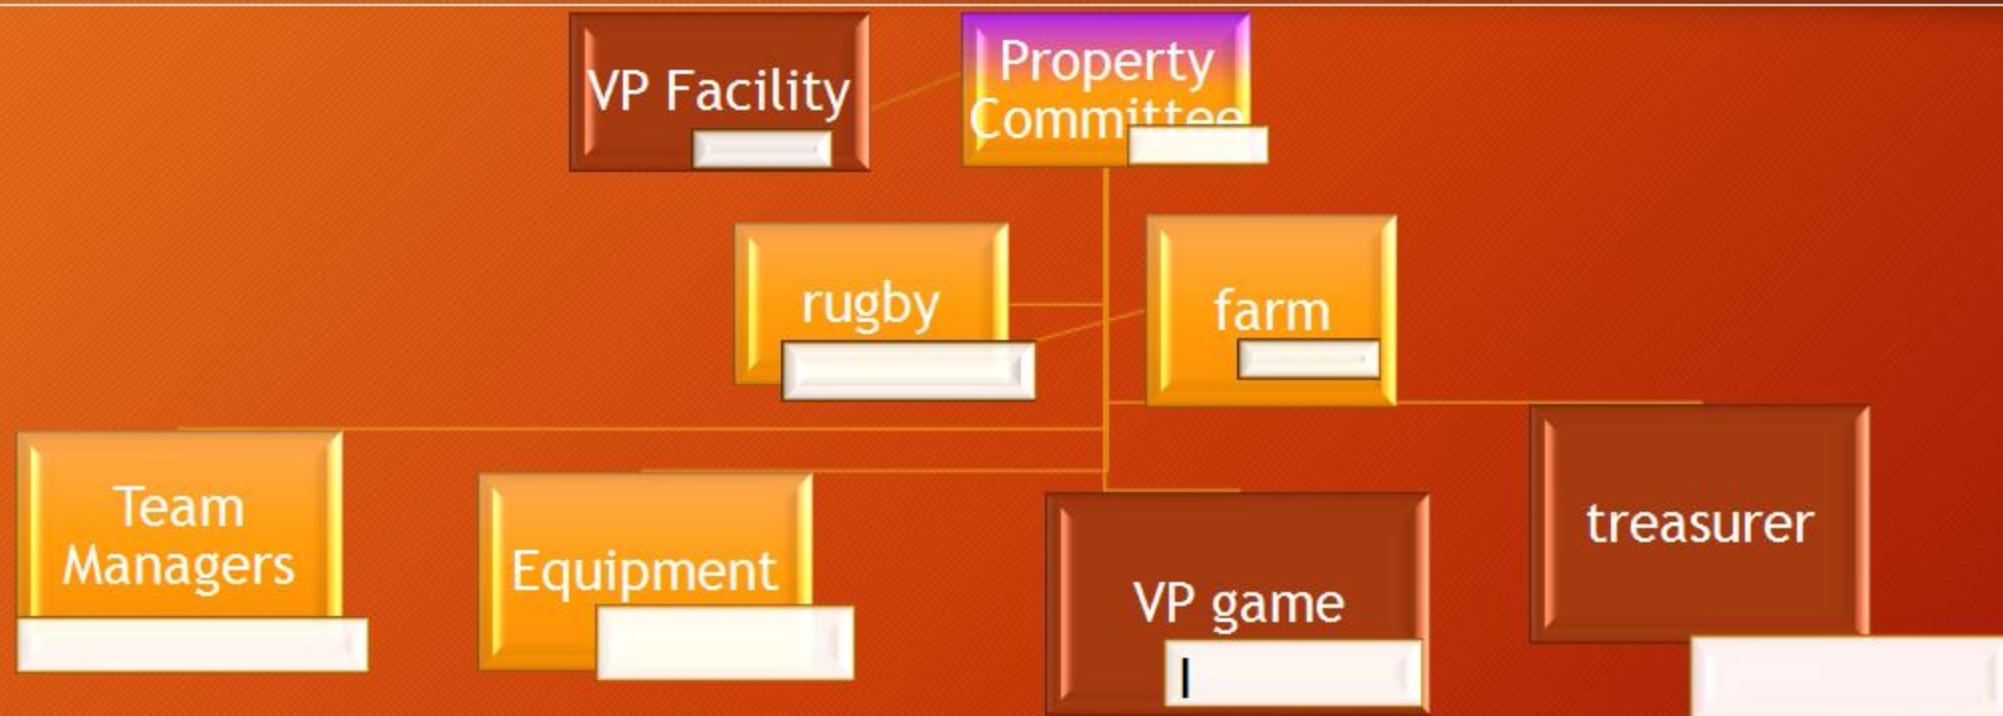 VP Facility
Property
Committee
rugby
farm
Team
Managers
Equipment
VP game
treasurer